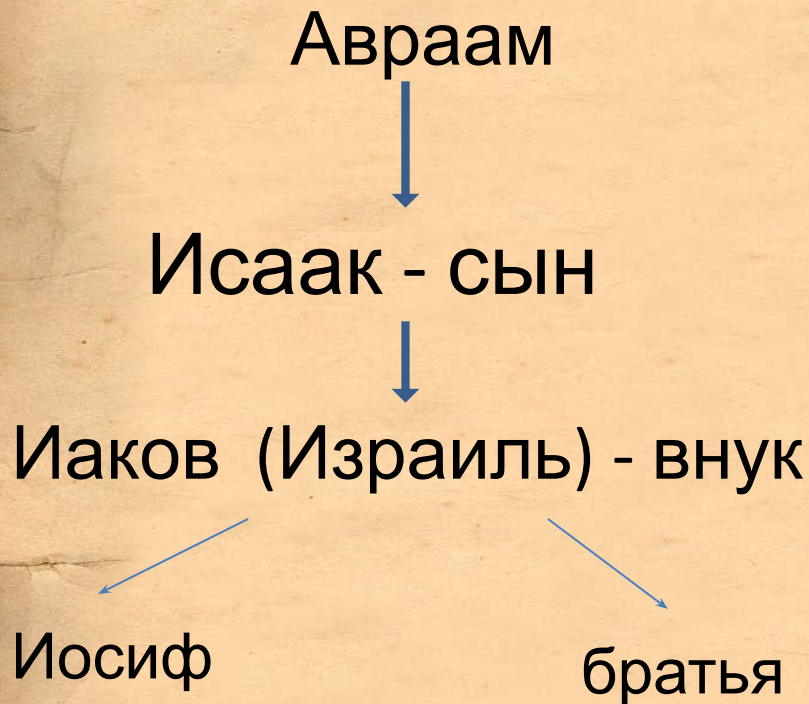 Авраам
Исаак - сын
Иаков (Израиль) - внук
Иосиф
братья